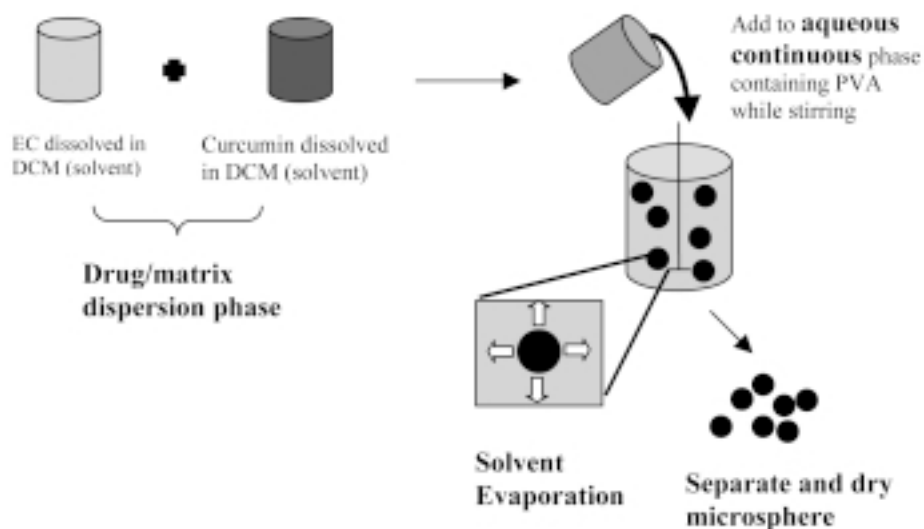 EC dissolved in
DCM (solvent)
Curcumin dissolved
in DCM (solvent)
Drug/matrix
dispersion phase
Add to aqueous
continuous phase
containing PVA
while stirring
Solvent
Evaporation
Separate and dry
microsphere